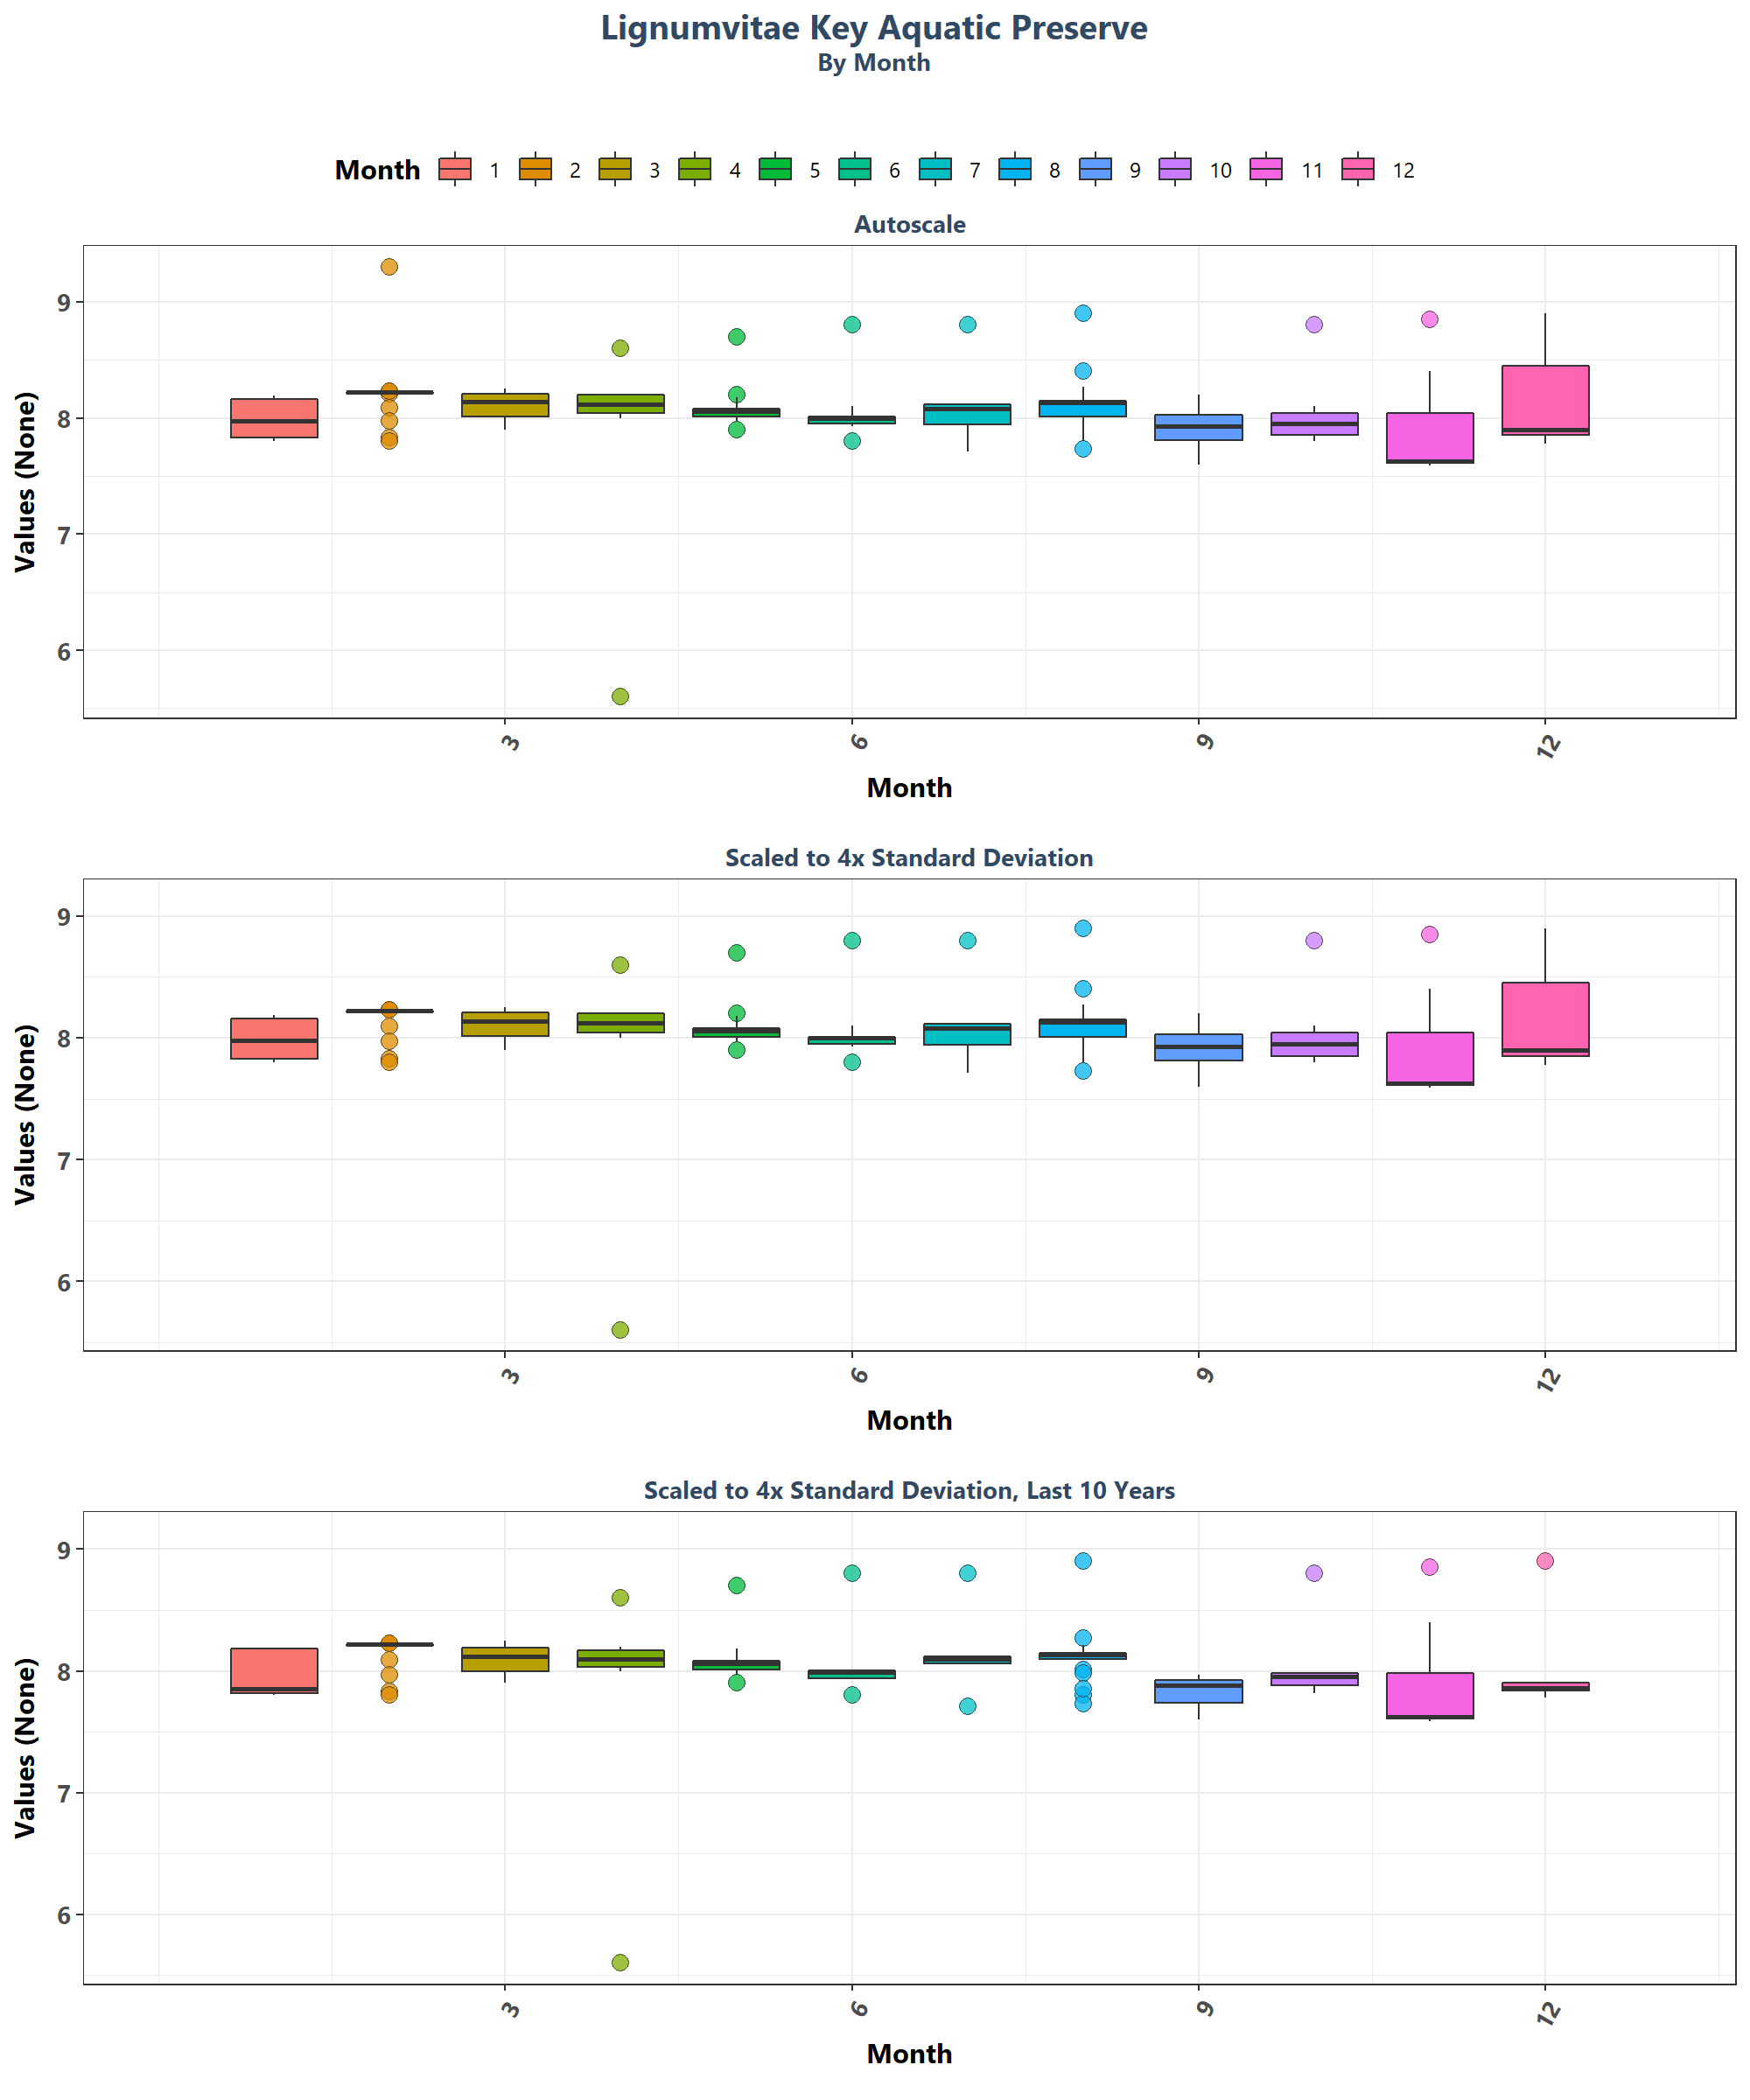 Lignumvitae Key Aquatic Preserve
By Month
Month 1 2 3 4 5 6 7 8 9 10 11 12
Autoscale
Values (None)
9
8
7
6
3 6 9 12
Month
Scaled to 4x Standard Deviation
Values (None)
9
8
7
6
3 6 9 12
Month
Scaled to 4x Standard Deviation, Last 10 Years
Values (None)
9
8
7
6
3 6 9 12
Month